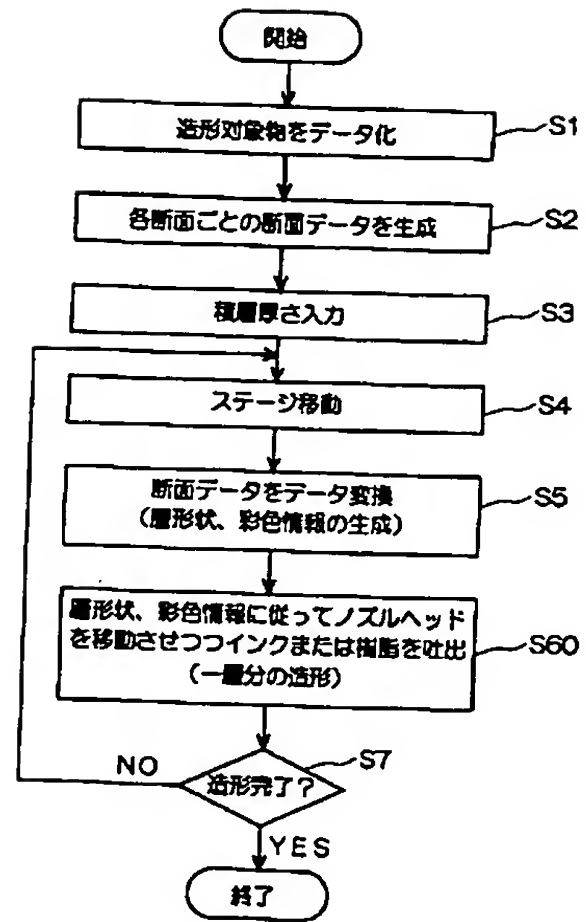 開始
造形対象物をデータ化
S1
各断面ごとの断面データを生成
S2
積層厚さ入力
S3
ステージ移動
S4
断面データをデータ変換
(層形状、彩色情報の生成)
S5
層形状、彩色情報に従ってノズルヘッド
を移動させつつインクまたは樹脂を吐出
(一層分の造形)
S60
造形完了?
S7
NO
YES
終了